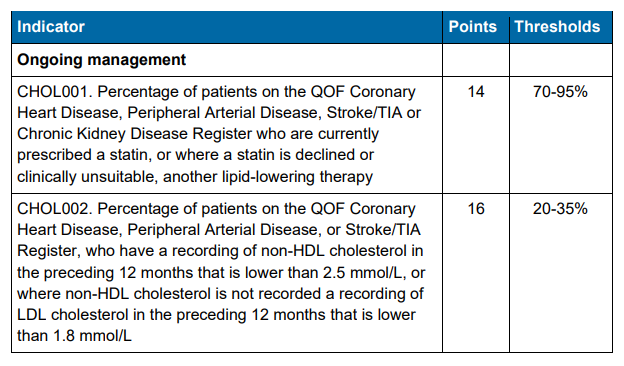 Indicator Points Thresholds
Ongoing management
CHOL001. Percentage of patients on the QOF Coronary 14 70-95%
Heart Disease, Peripheral Arterial Disease, Stroke/TIA or
Chronic Kidney Disease Register who are currently
prescribed a statin, or where a statin is declined or
clinically unsuitable, another lipid-lowering therapy
CHOL002. Percentage of patients on the QOF Coronary 16 20-35%
Heart Disease, Peripheral Arterial Disease, or Stroke/TIA
Register, who have a recording of non-HDL cholesterol in
the preceding 12 months that is lower than 2.5 mmol/L, or
where non-HDL cholesterol is not recorded a recording of
LDL cholesterol in the preceding 12 months that is lower
than 1.8 mmol/L